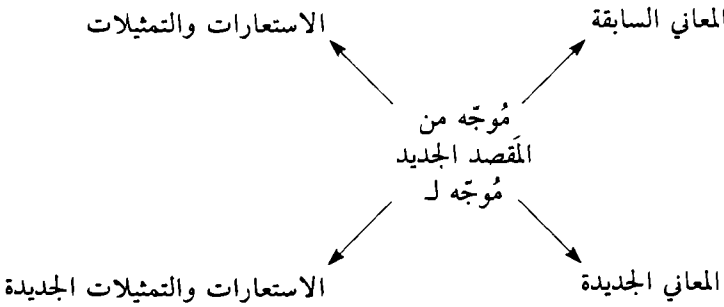 المعاني السابقة
الاستعارات والتمثيلات
مُوجّه من
المَقصد الجديد
مُوجّه لـ
المعاني الجديدة
الاستعارات والتمثيلات الجديدة